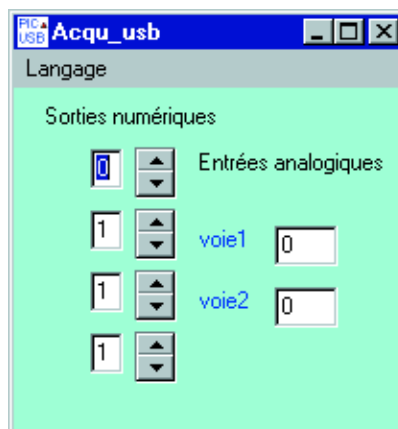 PIC USB Acqu_usb
Langage
Sorties numériques
0 Entrées analogiques
1 voie1 0
1 voie2 0
1